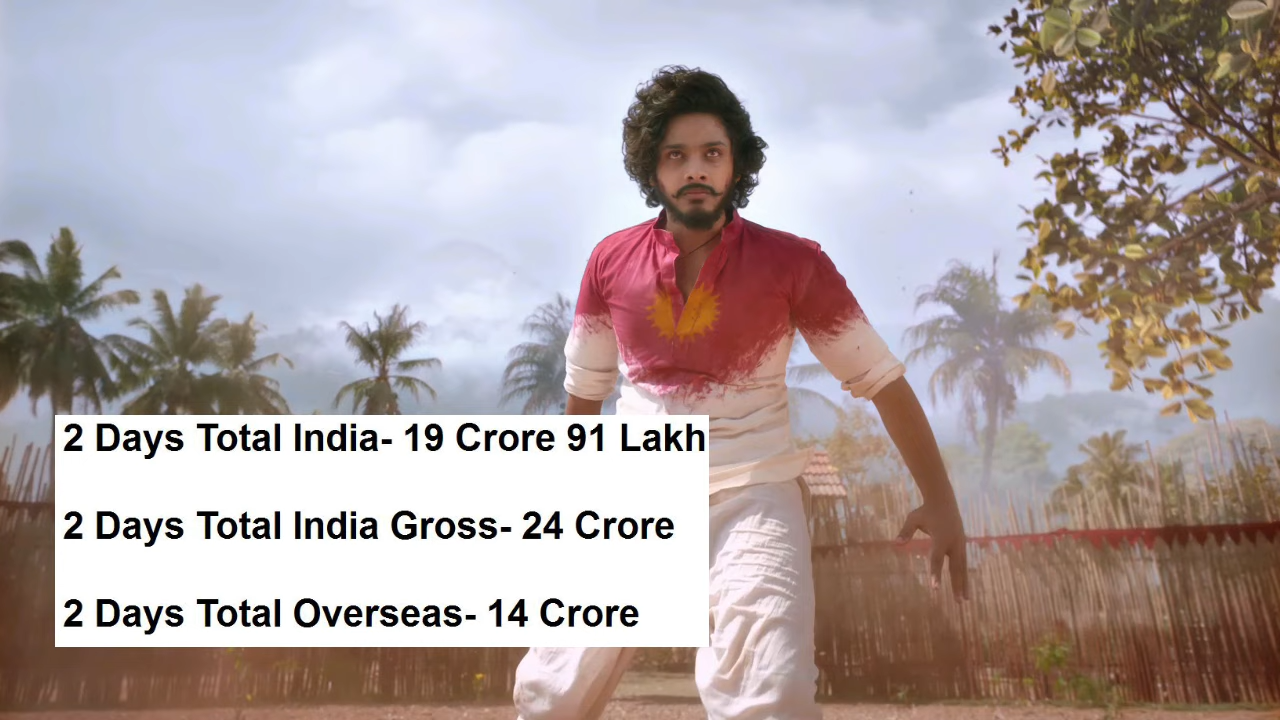 2 Days Total India- 19 Crore 91 Lakh
2 Days Total India Gross- 24 Crore
2 Days Total Overseas- 14 Crore